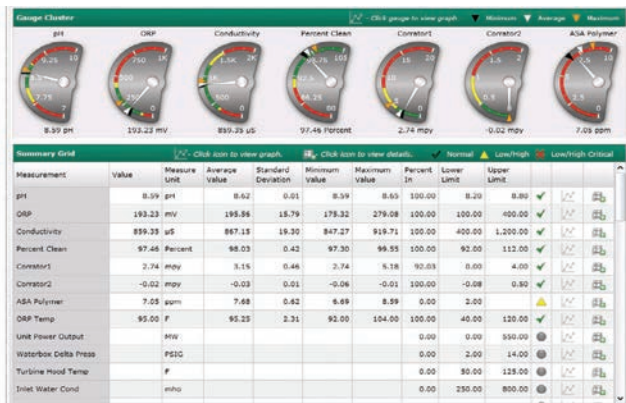 Gauge Cluster - Click gauge to view graph. Minimum Average Maximum
pH ORP Conductivity Percent Clean Corrator1 Corrator2 ASA Polymer
8.59 pH 193.23 mV 859.35 uS 97.46 Percent 2.74 mpy -0.02 mpy 7.05 ppm
Summary Grid - Click icon to view graph. - Click icon to view details. Normal Low/High Low/High Critical
Measurement Value Measure Unit Average Value Standard Deviation Minimum Value Maximum Value Percent In Lower Limit Upper Limit
pH 8.59 pH 8.62 0.01 8.59 8.65 100.00 8.20 8.80
ORP 193.23 mV 195.56 15.79 175.32 279.08 100.00 100.00 400.00
Conductivity 859.35 µS 867.15 19.30 847.27 919.71 100.00 400.00 1,200.00
Percent Clean 97.46 Percent 98.03 0.42 97.30 99.55 100.00 92.00 112.00
Corrator1 2.74 mpy 3.15 0.46 2.74 5.18 92.03 0.00 4.00
Corrator2 -0.02 mpy -0.03 0.01 -0.06 -0.01 100.00 -0.08 0.50
ASA Polymer 7.05 ppm 7.68 0.62 6.69 8.59 0.00 2.00
ORP Temp 95.00 F 95.25 2.31 92.00 104.00 100.00 40.00 120.00
Unit Power Output MW 0.00 0.00 550.00
Waterbox Delta Press PSIG 0.00 2.00 14.00
Turbine Hood Temp F 0.00 50.00 125.00
Inlet Water Cond mho 0.00 250.00 800.00